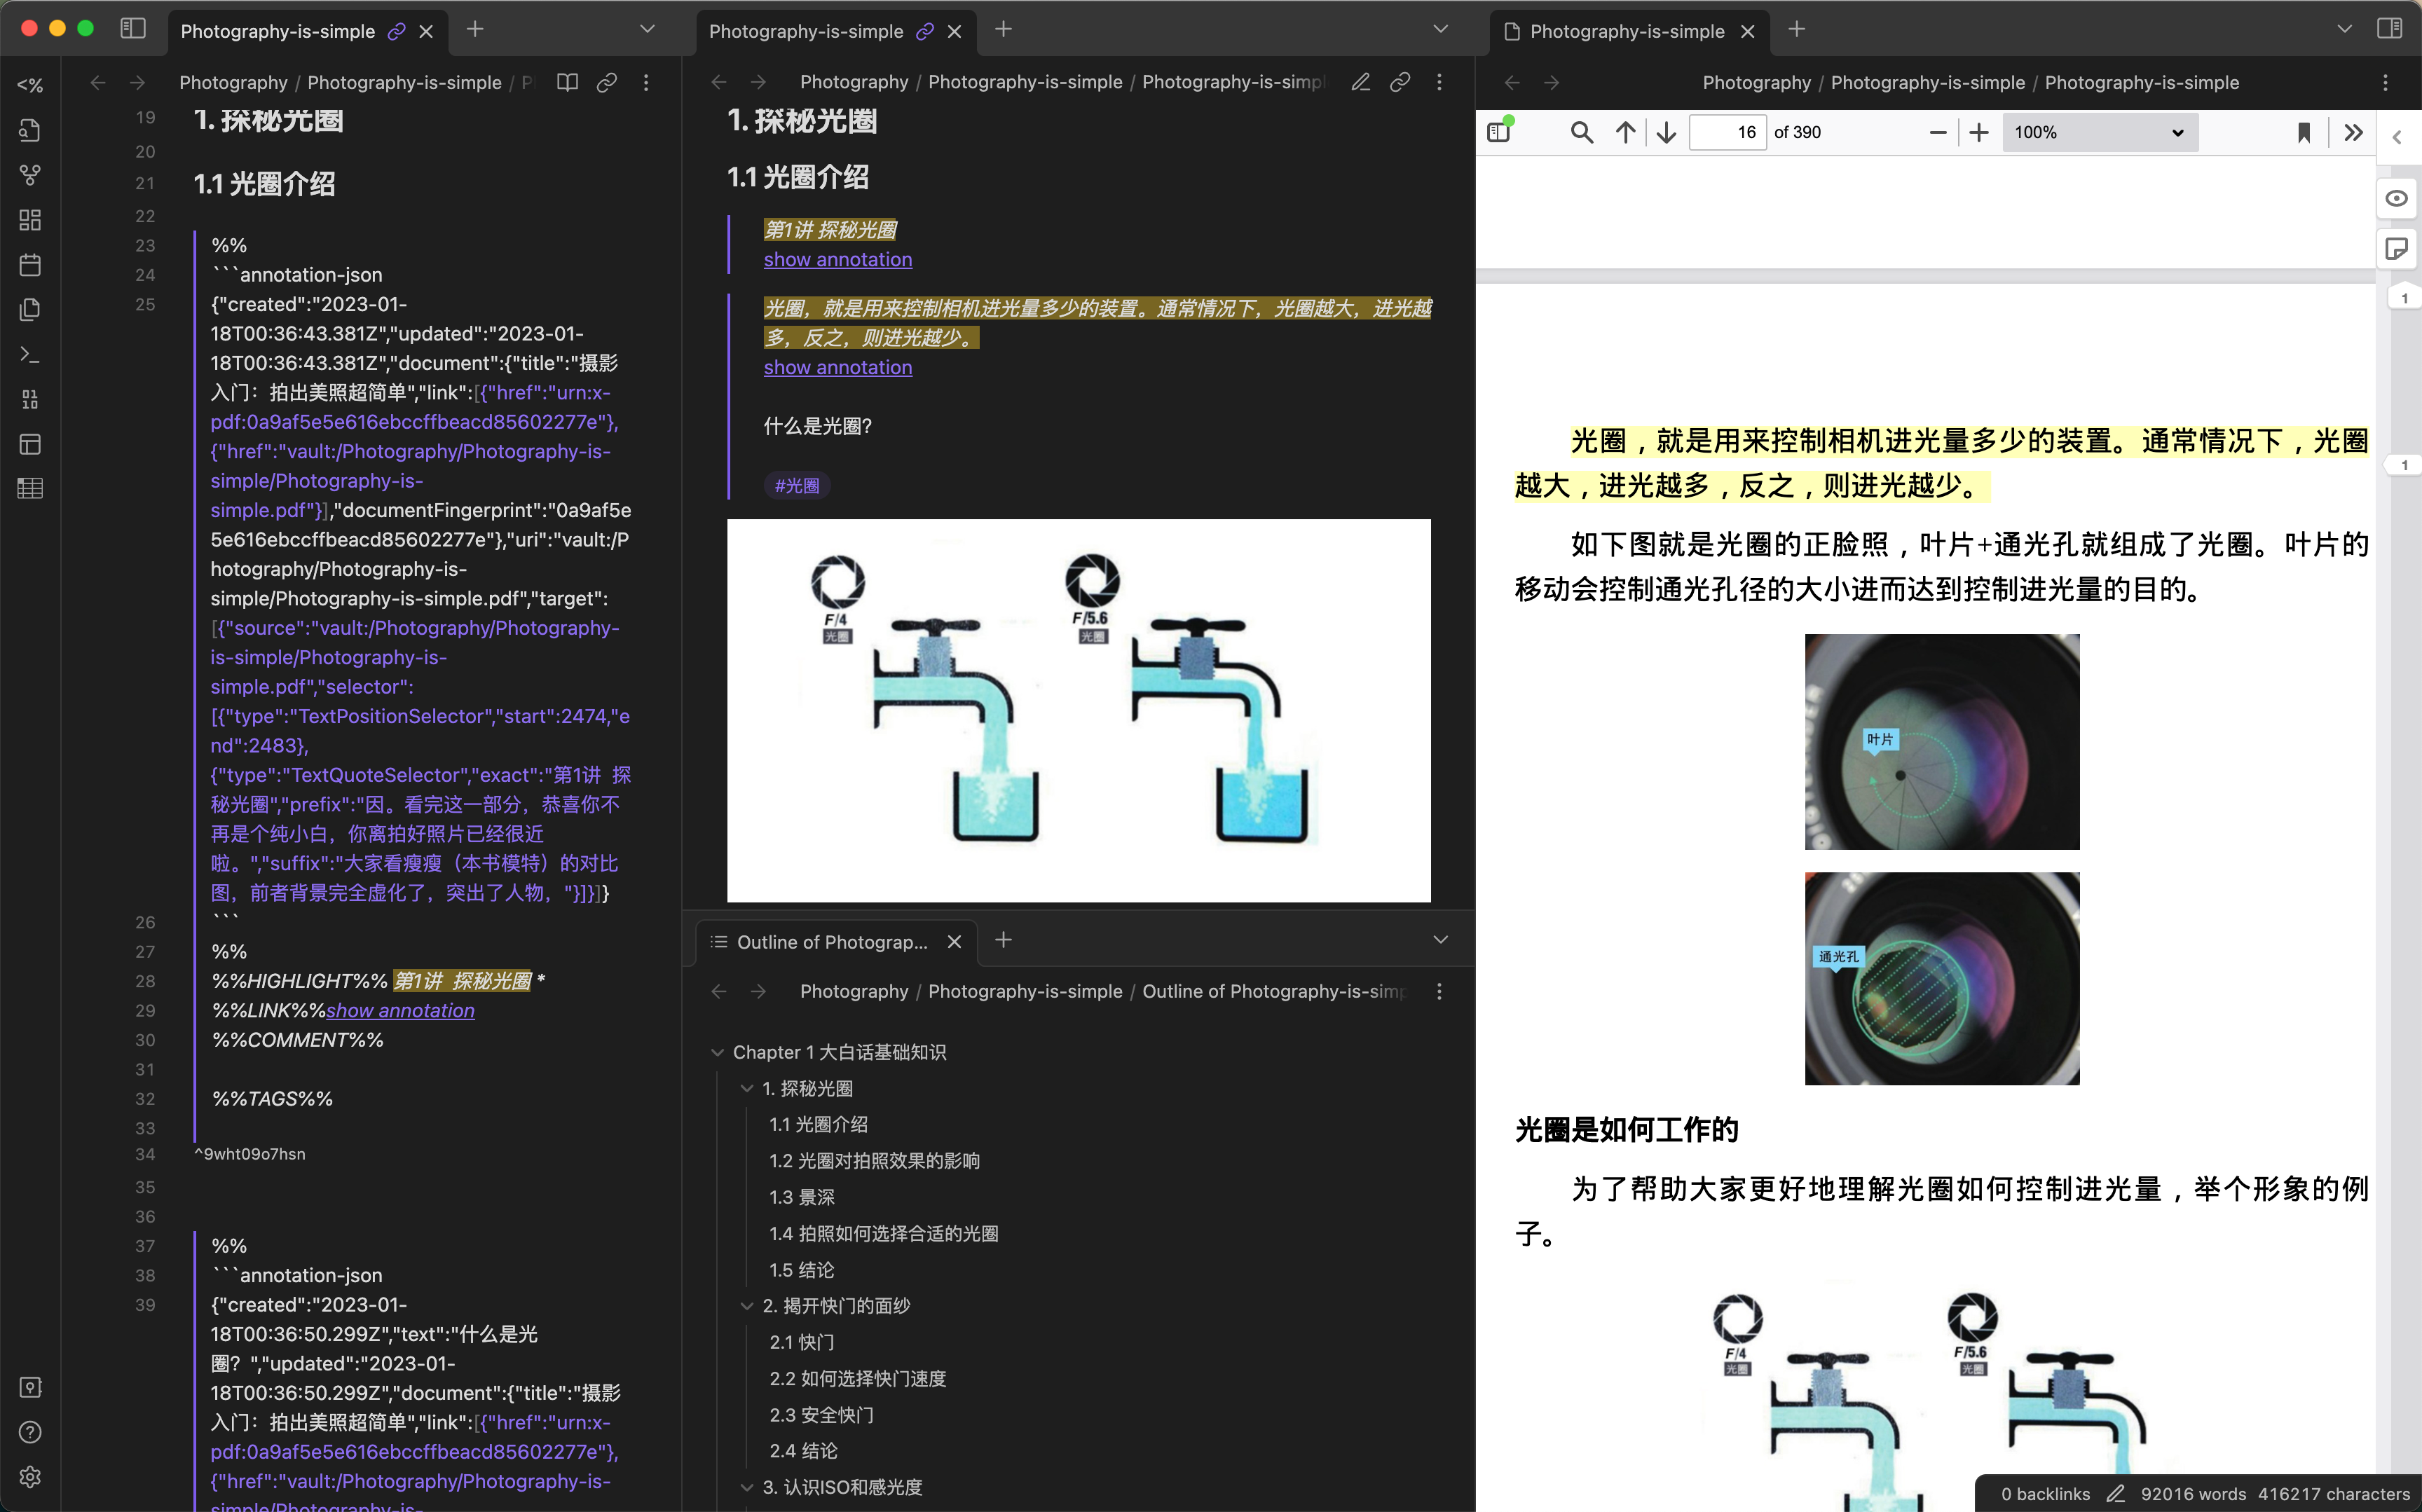 Photography-is-simple
Photography-is-simple
Photography-is-simple
Photography / Photography-is-simple /
19
1. 探秘光圈
20
21
1.1 光圈介绍
22
23
%%
24
```annotation-json
25
{"created":"2023-01-
18T00:36:43.381Z","updated":"2023-01-
18T00:36:43.381Z","document":{"title":"摄影
入门：拍出美照超简单","link":[{"href":"urn:x-
pdf:0a9af5e5e616ebccffbeacd85602277e"},
{"href":"vault:/Photography/Photography-is-
simple/Photography-is-
simple.pdf"}],"documentFingerprint":"0a9af5e
5e616ebccffbeacd85602277e"},"uri":"vault:/P
hotography/Photography-is-
simple/Photography-is-simple.pdf","target":
[{"source":"vault:/Photography/Photography-
is-simple/Photography-is-
simple.pdf","selector":
[{"type":"TextPositionSelector","start":2474,"e
nd":2483},
{"type":"TextQuoteSelector","exact":"第1讲 探
秘光圈","prefix":"因。看完这一部分，恭喜你不
再是个纯小白，你离拍好照片已经很近
啦。","suffix":"大家看瘦瘦（本书模特）的对比
图，前者背景完全虚化了，突出了人物，"}]}]}
26
```
27
%%
28
%%HIGHLIGHT%% 第1讲 探秘光圈 *
29
%%LINK%%show annotation
30
%%COMMENT%%
31
32
%%TAGS%%
33
34
^9wht09o7hsn
35
36
37
%%
38
```annotation-json
39
{"created":"2023-01-
18T00:36:50.299Z","text":"什么是光
圈？","updated":"2023-01-
18T00:36:50.299Z","document":{"title":"摄影
入门：拍出美照超简单","link":[{"href":"urn:x-
pdf:0a9af5e5e616ebccffbeacd85602277e"},
{"href":"vault:/Photography/Photography-is-
simple/Photography-is-
Photography / Photography-is-simple / Photography-is-simpl
1. 探秘光圈
1.1 光圈介绍
第1讲 探秘光圈
show annotation
光圈，就是用来控制相机进光量多少的装置。通常情况下，光圈越大，进光越
多，反之，则进光越少。
show annotation
什么是光圈？
#光圈
F/4
光圈
F/5.6
光圈
Outline of Photograp...
Photography / Photography-is-simple / Outline of Photography-is-simp
Chapter 1 大白话基础知识
1. 探秘光圈
1.1 光圈介绍
1.2 光圈对拍照效果的影响
1.3 景深
1.4 拍照如何选择合适的光圈
1.5 结论
2. 揭开快门的面纱
2.1 快门
2.2 如何选择快门速度
2.3 安全快门
2.4 结论
3. 认识ISO和感光度
Photography / Photography-is-simple / Photography-is-simple
16 of 390
100%
1
1
光圈，就是用来控制相机进光量多少的装置。通常情况下，光圈
越大，进光越多，反之，则进光越少。
如下图就是光圈的正脸照，叶片+通光孔就组成了光圈。叶片的
移动会控制通光孔径的大小进而达到控制进光量的目的。
叶片
通光孔
光圈是如何工作的
为了帮助大家更好地理解光圈如何控制进光量，举个形象的例
子。
F/4
光圈
F/5.6
光圈
0 backlinks 92016 words 416217 characters